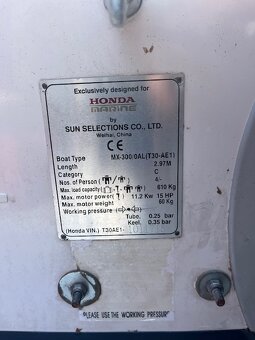 Exclusively designed for
HONDA
MARINE
by
SUN SELECTIONS CO., LTD.
Weihai, China
CE
Boat Type MX-300/0AL(T30-AE1)
Length 2.97M
Category C
Nos. of Person 4/-
Max. load capacity 610 Kg
Max. motor power 11.2 Kw 15 HP
Max. motor weight 60 Kg
Working pressure
Tube. 0.25 bar
Keel. 0.35 bar
(Honda VIN.) T30AE1-
PLEASE USE THE WORKING PRESSURE